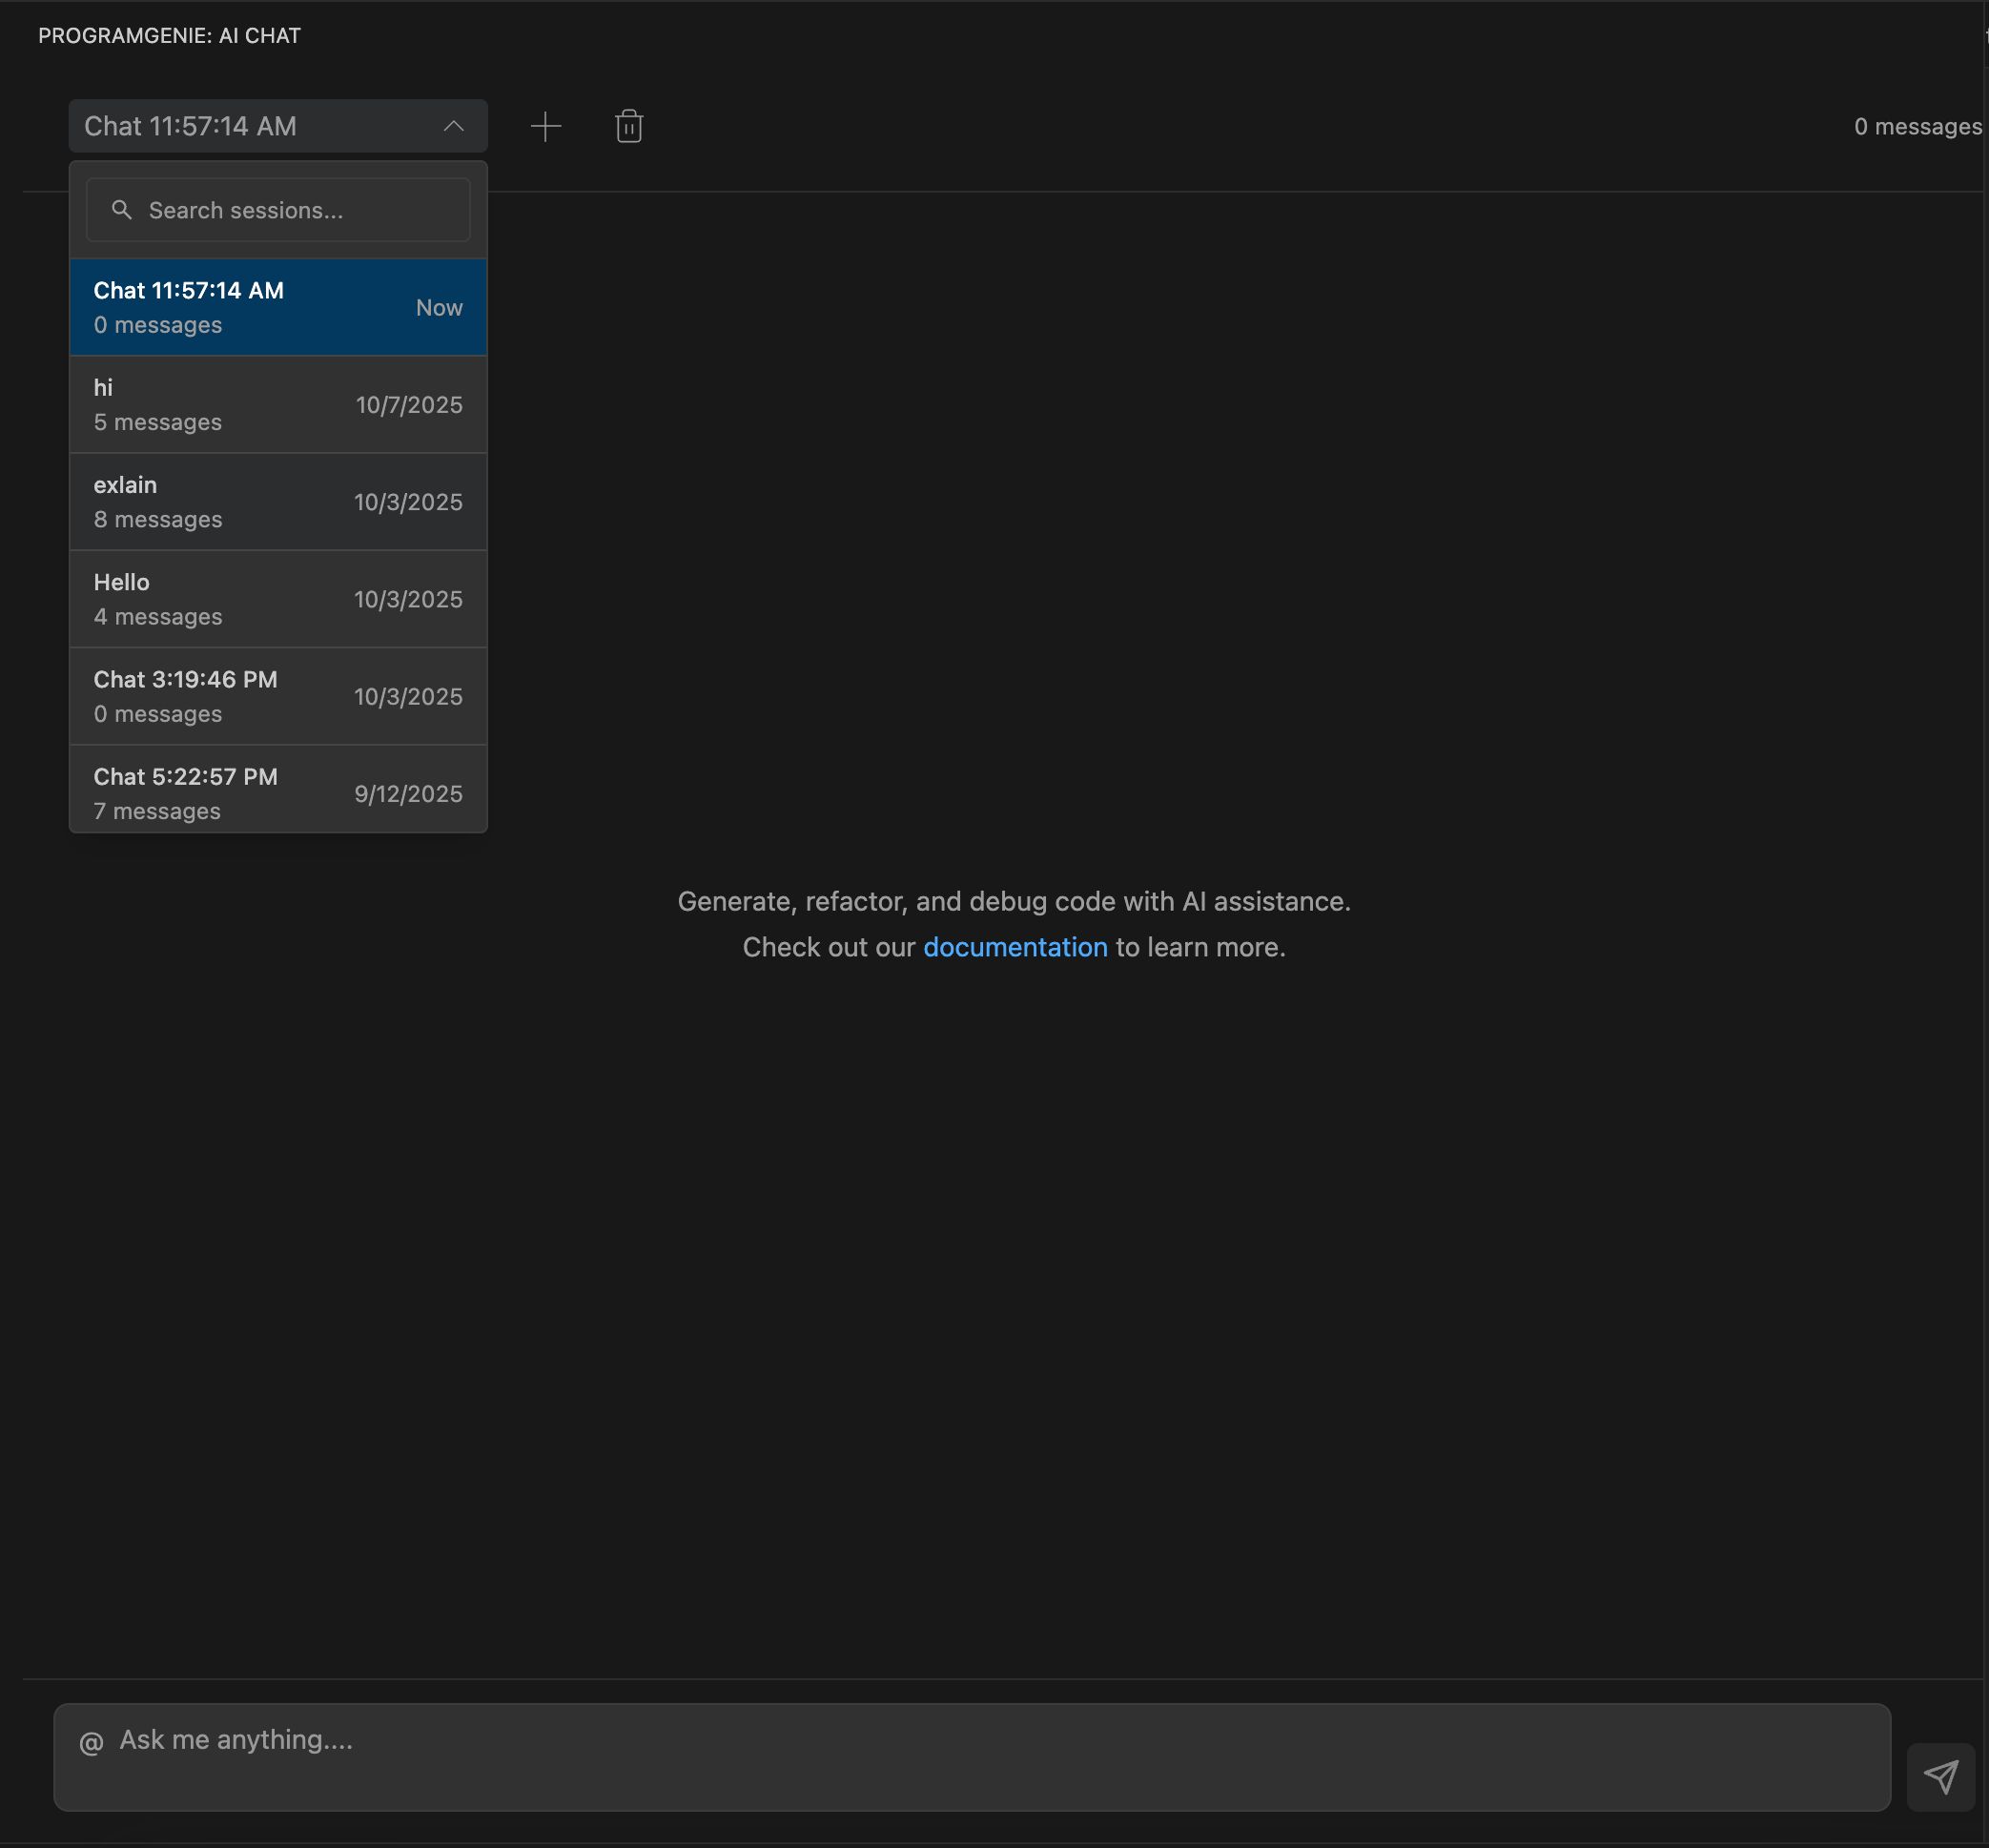 PROGRAMGENIE: AI CHAT
Chat 11:57:14 AM
0 messages
Search sessions...
Chat 11:57:14 AM
0 messages
Now
hi
5 messages
10/7/2025
exlain
8 messages
10/3/2025
Hello
4 messages
10/3/2025
Chat 3:19:46 PM
0 messages
10/3/2025
Chat 5:22:57 PM
7 messages
9/12/2025
Generate, refactor, and debug code with AI assistance.
Check out our documentation to learn more.
@ Ask me anything....